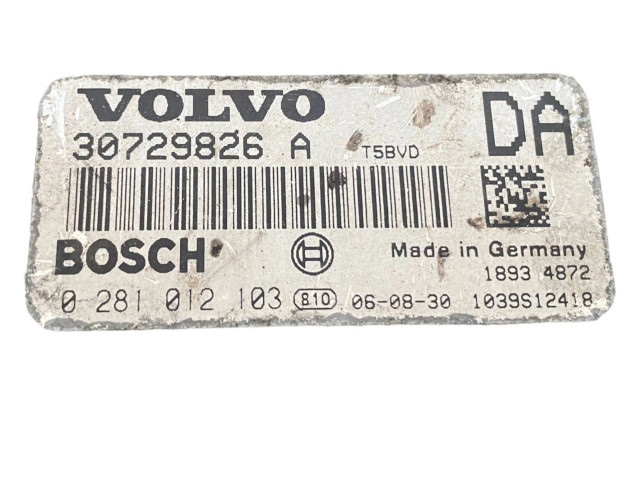 VOLVO DA
30729826 A T5BVD
BOSCH Made in Germany
1893 4872
0 281 012 103 810 06-08-30 1039S12418